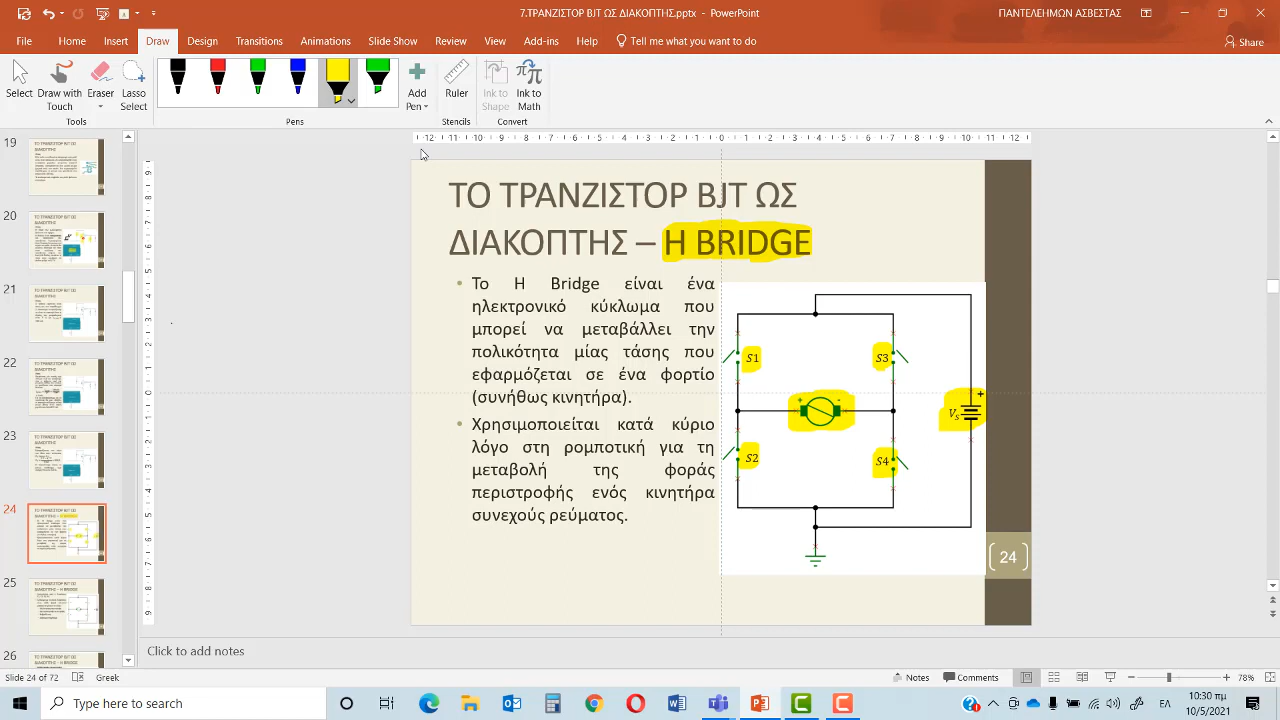 7.ΤΡΑΝΖΙΣΤΟΡ BJT ΩΣ ΔΙΑΚΟΠΤΗΣ.pptx - PowerPoint
ΠΑΝΤΕΛΕΗΜΩΝ ΑΣΒΕΣΤΑΣ
File Home Insert Draw Design Transitions Animations Slide Show Review View Add-ins Help Tell me what you want to do
Share
Select Draw with Touch Eraser Lasso Select
Add Pen Ruler Ink to Shape Ink to Math
Tools Pens Stencils Convert
19
20
21
22
23
25
26
ΤΟ ΤΡΑΝΖΙΣΤΟΡ BJT ΩΣ
ΔΙΑΚΟΠΤΗΣ – H BRIDGE
• Το H Bridge είναι ένα
ηλεκτρονικό κύκλωμα που
μπορεί να μεταβάλλει την
πολικότητα μίας τάσης που
εφαρμόζεται σε ένα φορτίο
(συνήθως κινητήρα).
• Χρησιμοποιείται κατά κύριο
λόγο στη ρομποτική για τη
μεταβολή της φοράς
περιστροφής ενός κινητήρα
συνεχούς ρεύματος.
S1
S3
+ -
+
Vs
S2
S4
24
Click to add notes
Slide 24 of 72 Greek
Notes Comments
78%
Type here to search
ΕΛ
10:30 πμ
10/5/2021